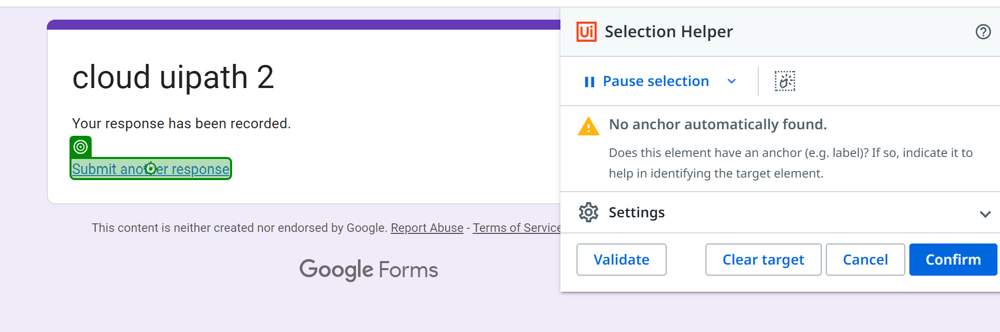 cloud uipath 2
Your response has been recorded.
Submit another response
This content is neither created nor endorsed by Google. Report Abuse - Terms of Service
Google Forms
Ui Selection Helper
Pause selection
No anchor automatically found.
Does this element have an anchor (e.g. label)? If so, indicate it to
help in identifying the target element.
Settings
Validate Clear target Cancel Confirm